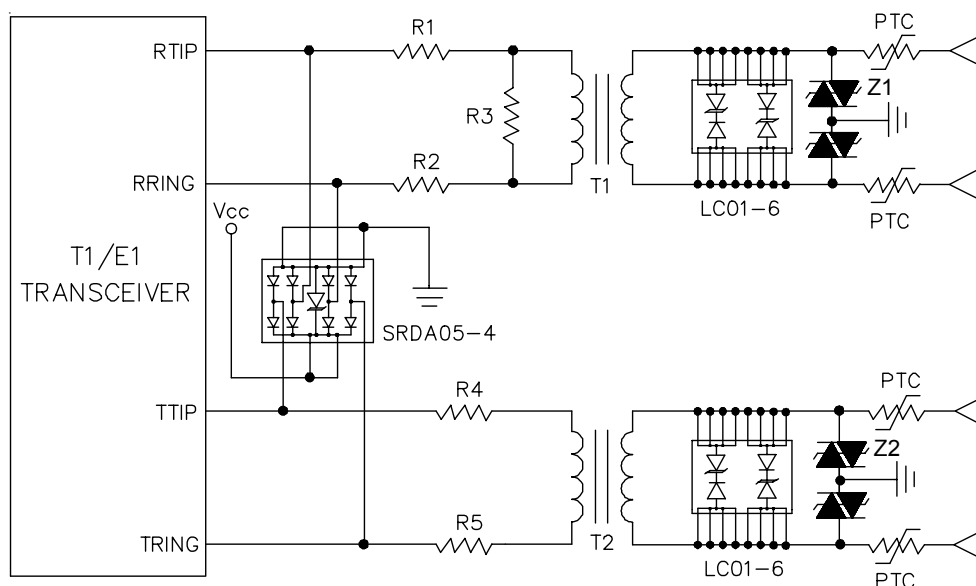 PTC
RTIP
R1
Z1
R3
R2
RRING
T1
LC01-6
PTC
Vcc
T1/E1
TRANSCEIVER
SRDA05-4
PTC
R4
TTIP
Z2
R5
TRING
T2
LC01-6
PTC